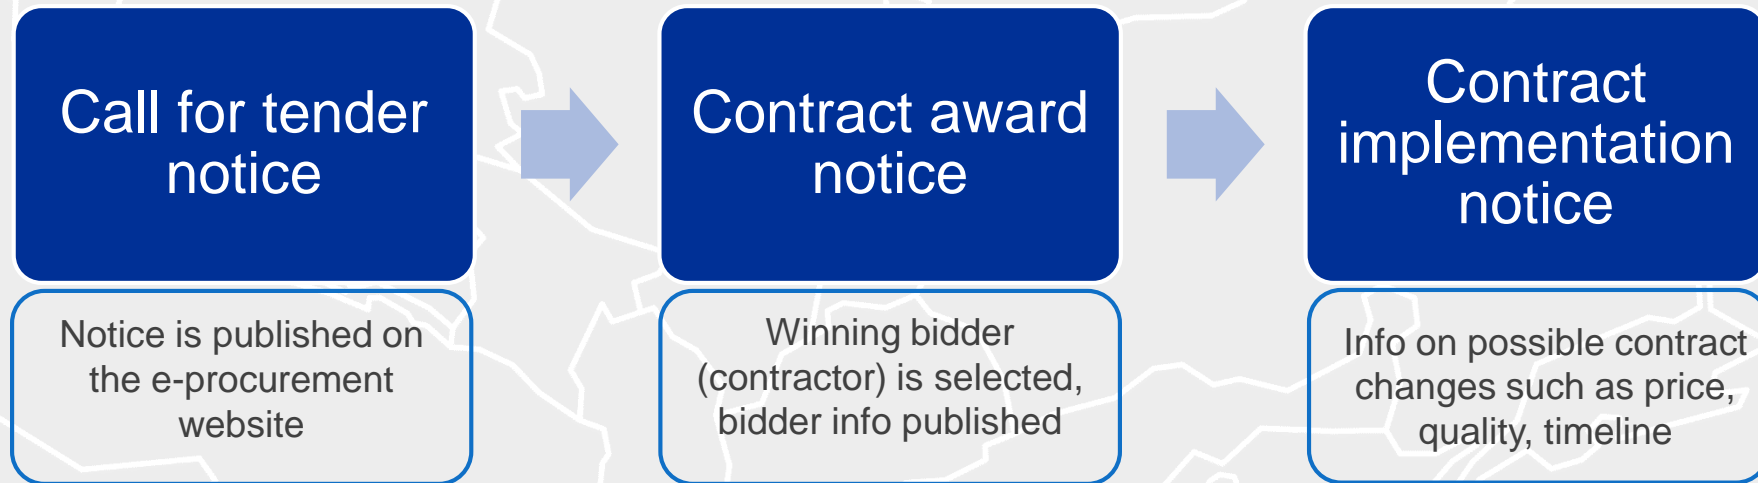 Call for tender
notice
Notice is published on
the e-procurement
website
Contract award
notice
Winning bidder
(contractor) is selected,
bidder info published
Contract
implementation
notice
Info on possible contract
changes such as price,
quality, timeline